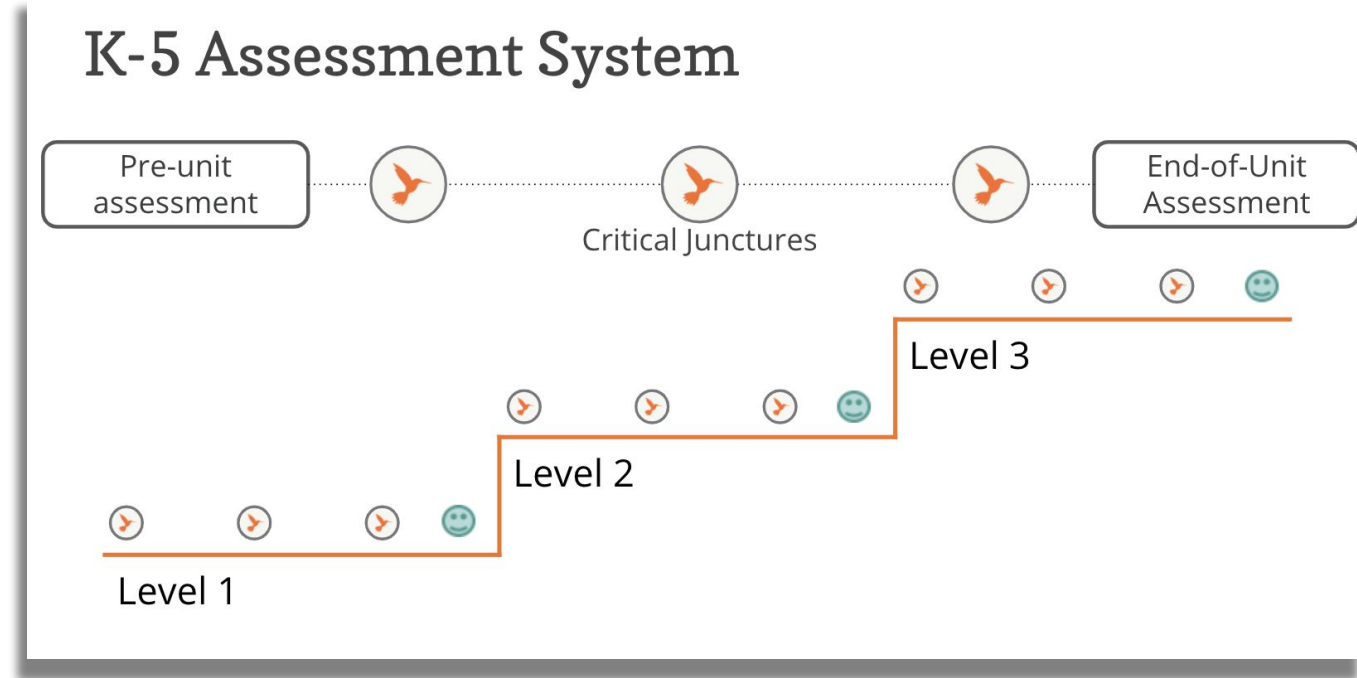 K-5 Assessment System
Pre-unit
assessment
End-of-Unit
Assessment
Critical Junctures
Level 3
Level 2
Level 1